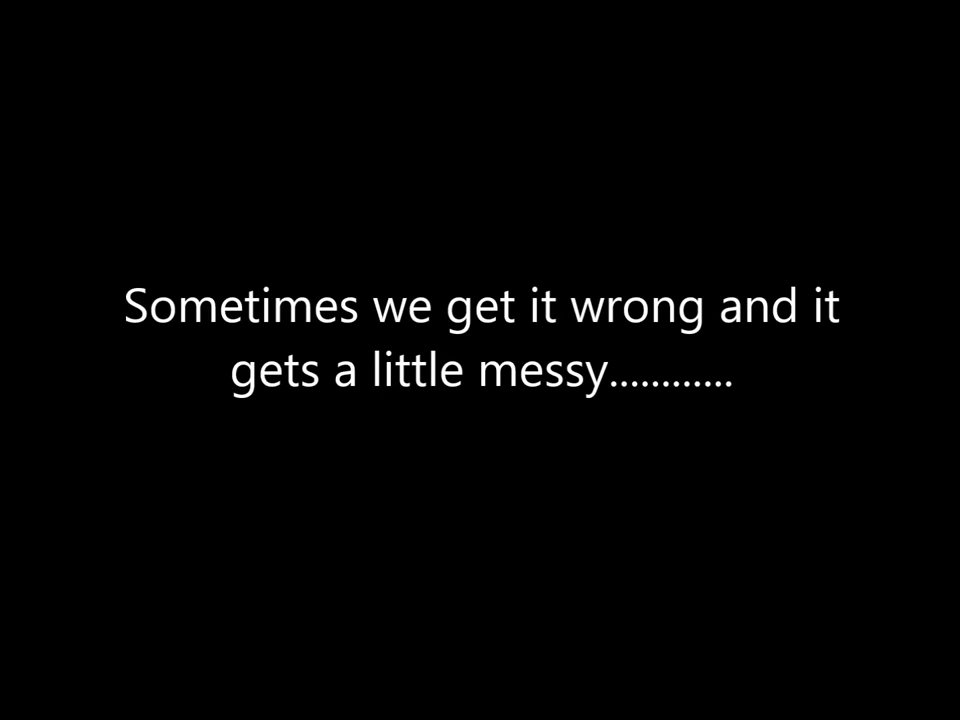 Sometimes we get it wrong and it
gets a little messy............